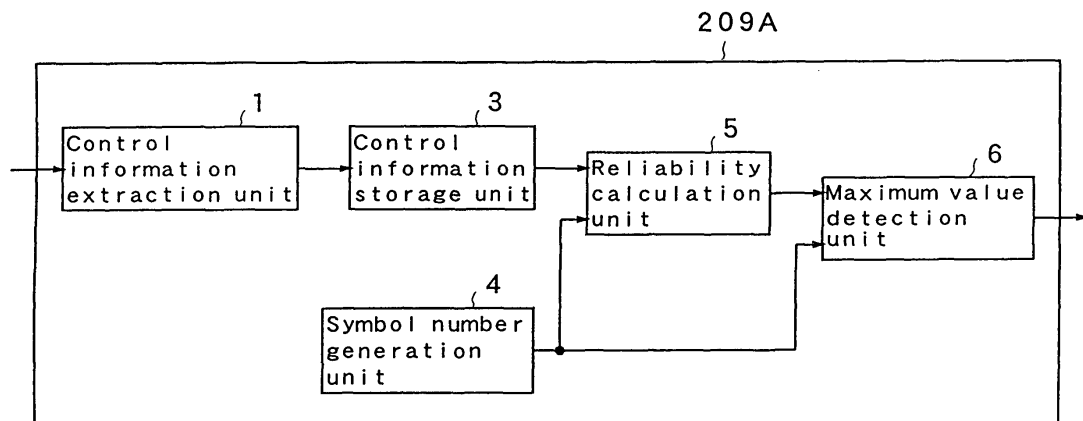 209A
1
Control
information
extraction unit
3
Control
information
storage unit
5
Reliability
calculation
unit
6
Maximum value
detection
unit
4
Symbol number
generation
unit